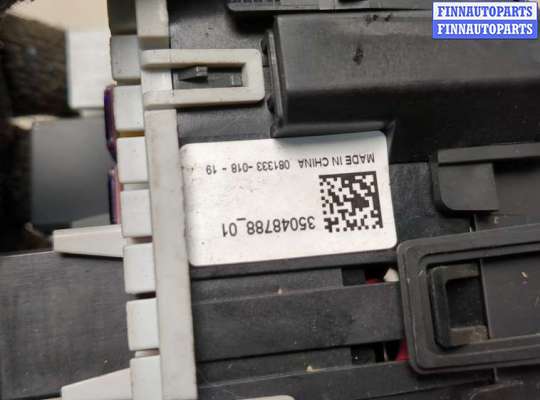 FINNAUTOPARTS
FINNAUTOPARTS
35048788_01
MADE IN CHINA 081333-018 - 19